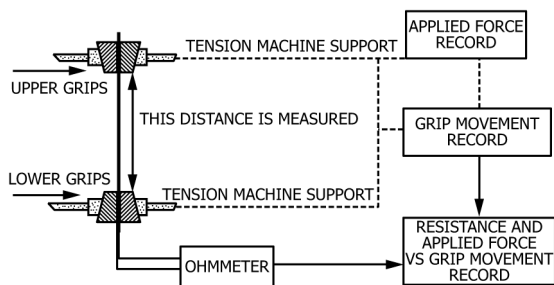 APPLIED FORCE
RECORD
TENSION MACHINE SUPPORT
UPPER GRIPS
THIS DISTANCE IS MEASURED
GRIP MOVEMENT
RECORD
LOWER GRIPS
TENSION MACHINE SUPPORT
RESISTANCE AND
APPLIED FORCE
VS GRIP MOVEMENT
RECORD
OHMMETER